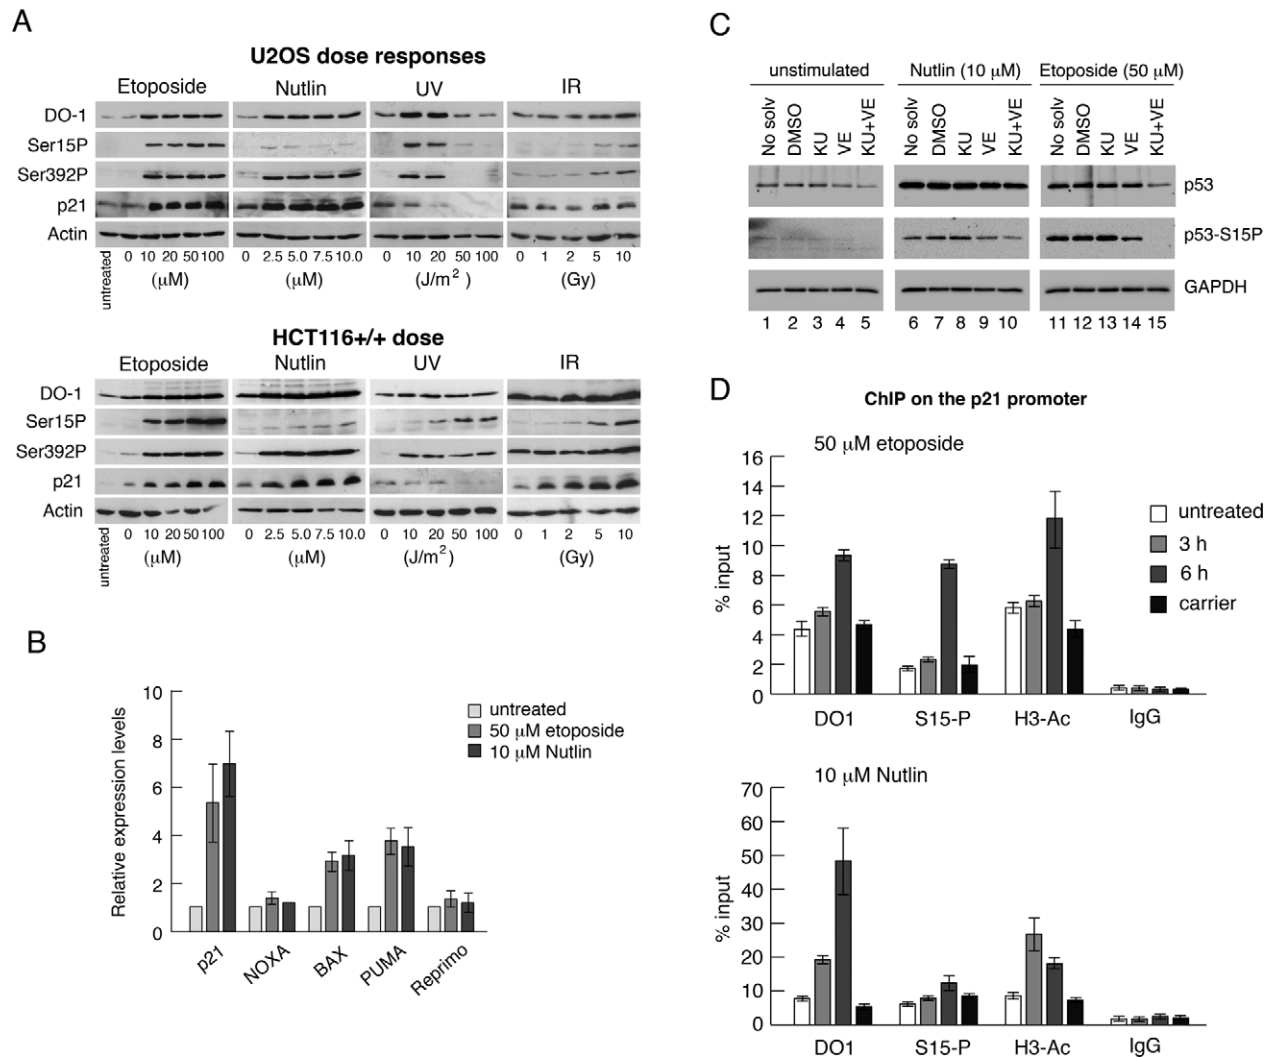 A
U2OS dose responses
Etoposide Nutlin UV IR
DO-1
Ser15P
Ser392P
p21
Actin
untreated 0 10 20 50 100 0 2.5 5.0 7.5 10.0 0 10 20 50 100 0 1 2 5 10
(µM) (µM) (J/m²) (Gy)
HCT116+/+ dose
Etoposide Nutlin UV IR
DO-1
Ser15P
Ser392P
p21
Actin
untreated 0 10 20 50 100 0 2.5 5.0 7.5 10.0 0 10 20 50 100 0 1 2 5 10
(µM) (µM) (J/m²) (Gy)
B
Relative expression levels
10
8
6
4
2
0
untreated
50 µM etoposide
10 µM Nutlin
p21 NOXA BAX PUMA Reprimo
C
unstimulated Nutlin (10 µM) Etoposide (50 µM)
No solv DMSO KU VE KU+VE No solv DMSO KU VE KU+VE No solv DMSO KU VE KU+VE
p53
p53-S15P
GAPDH
1 2 3 4 5 6 7 8 9 10 11 12 13 14 15
D
ChIP on the p21 promoter
50 µM etoposide
% input
16
14
12
10
8
6
4
2
0
untreated
3 h
6 h
carrier
DO1 S15-P H3-Ac IgG
10 µM Nutlin
% input
70
60
50
40
30
20
10
0
DO1 S15-P H3-Ac IgG